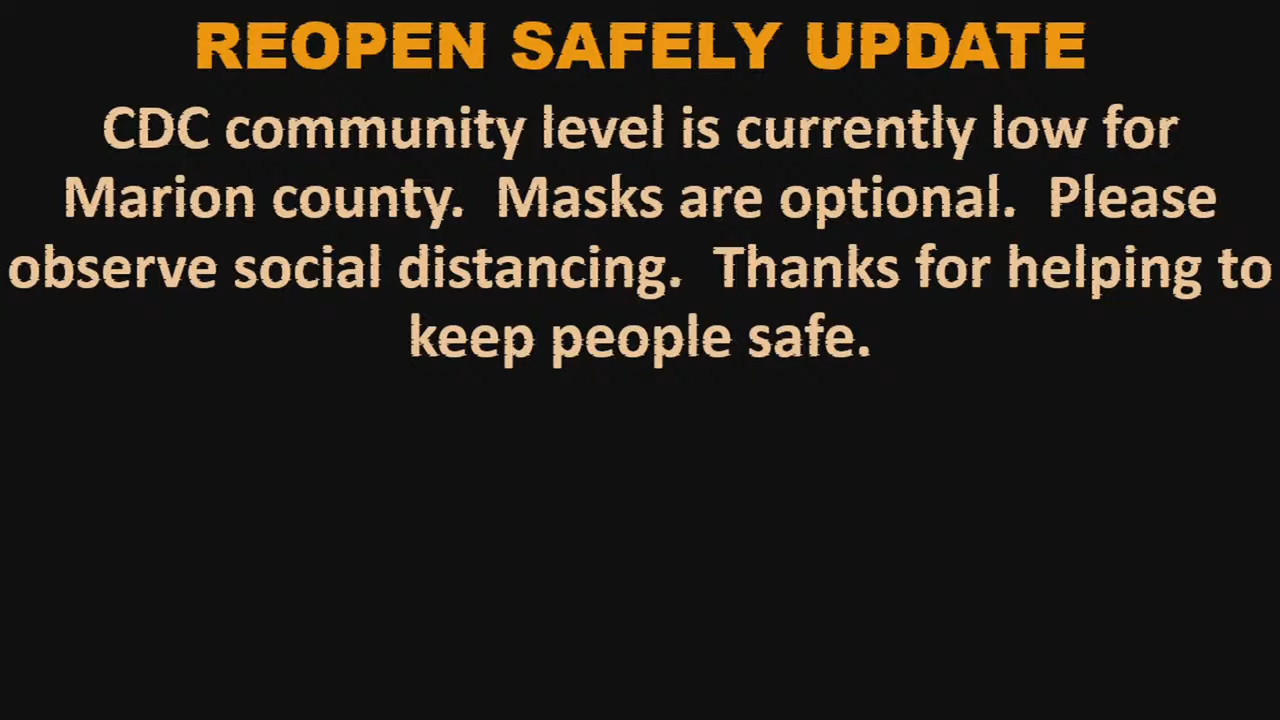 REOPEN SAFELY UPDATE
CDC community level is currently low for
Marion county.  Masks are optional.  Please
observe social distancing.  Thanks for helping to
keep people safe.